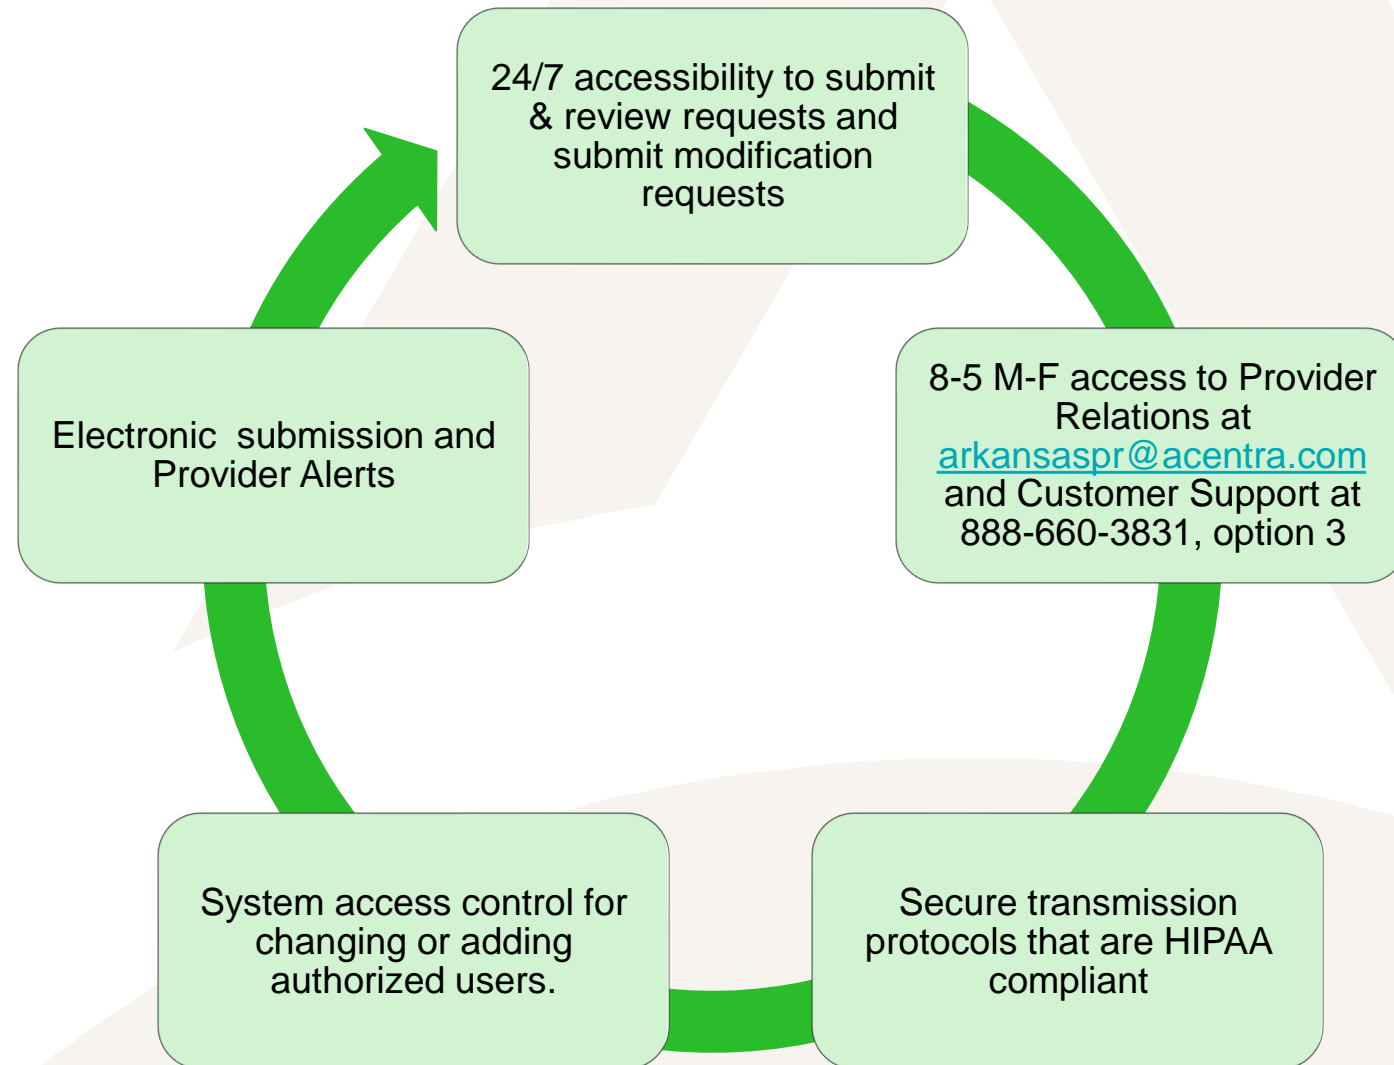 24/7 accessibility to submit
& review requests and
submit modification
requests
8-5 M-F access to Provider
Relations at
arkansaspr@acentra.com
and Customer Support at
888-660-3831, option 3
Secure transmission
protocols that are HIPAA
compliant
System access control for
changing or adding
authorized users.
Electronic  submission and
Provider Alerts